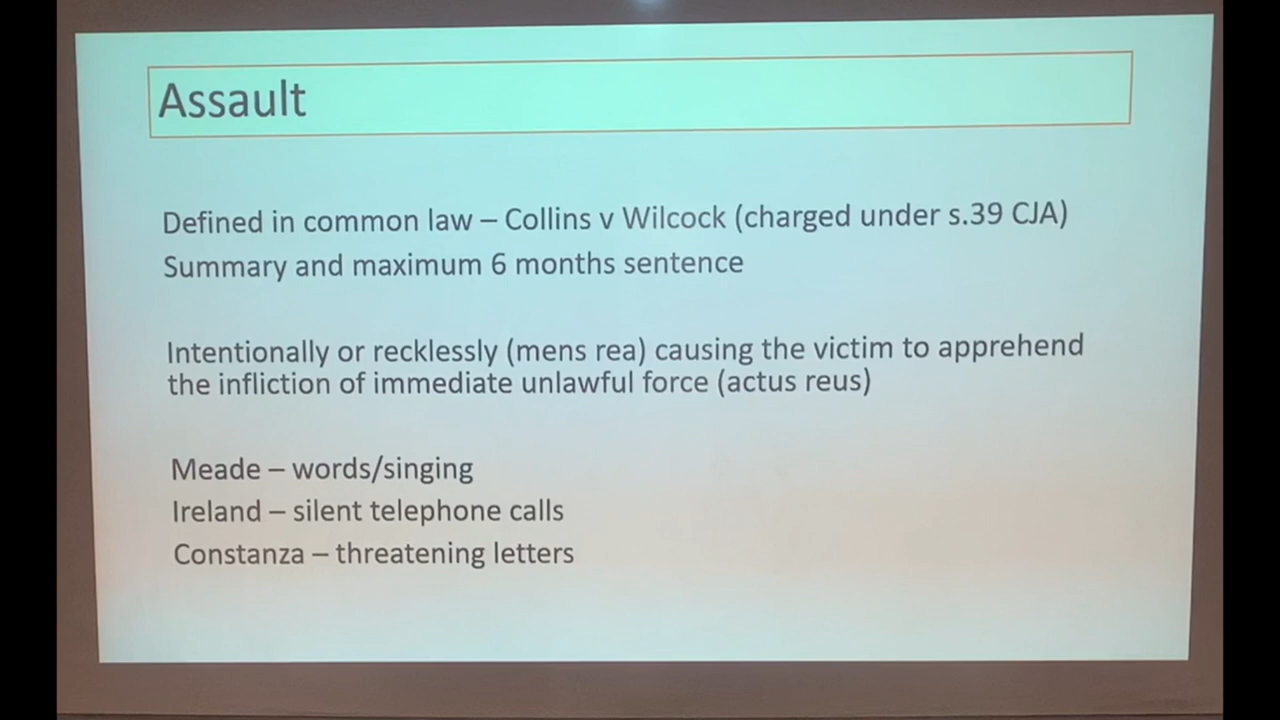 Assault
Defined in common law – Collins v Wilcock (charged under s.39 CJA)
Summary and maximum 6 months sentence
Intentionally or recklessly (mens rea) causing the victim to apprehend
the infliction of immediate unlawful force (actus reus)
Meade – words/singing
Ireland – silent telephone calls
Constanza – threatening letters